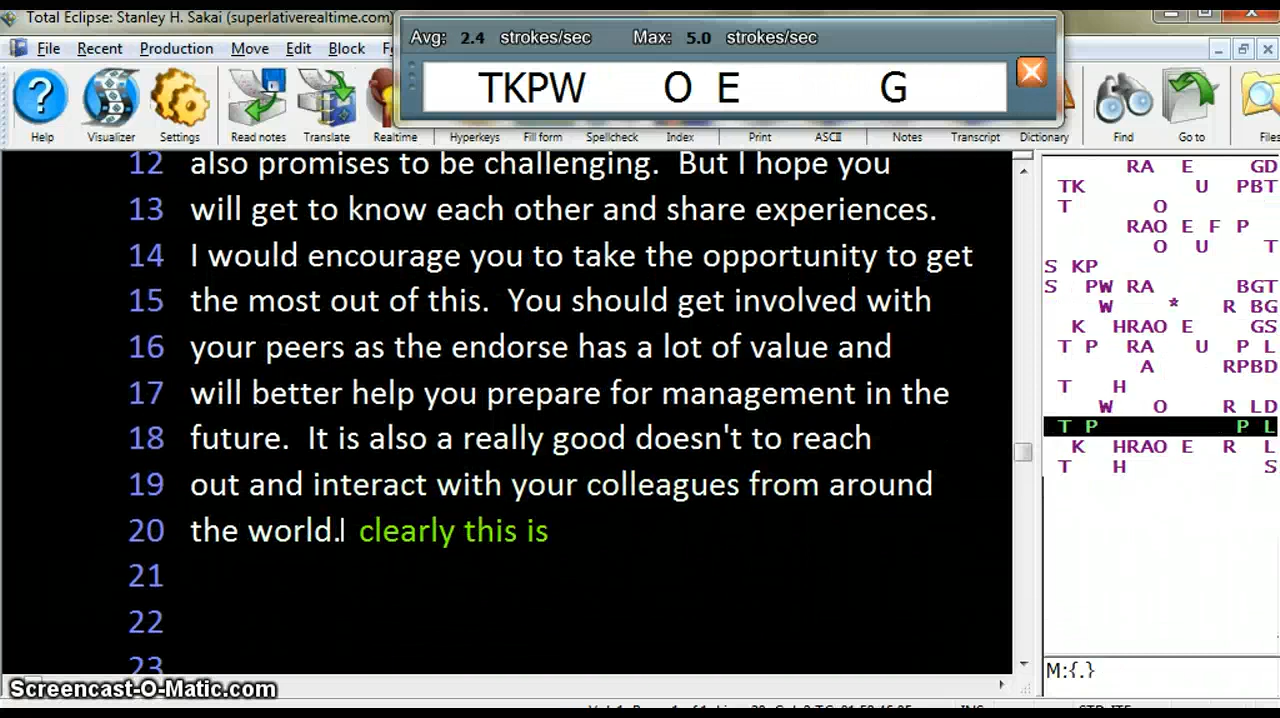 Total Eclipse: Stanley H. Sakai (superlativerealtime.com)
File Recent Production Move Edit Block
Avg: 2.4 strokes/sec Max: 5.0 strokes/sec
TKPW O E G
Help Visualizer Settings Read notes Translate Realtime Hyperkeys Fill form Spellcheck Index Print ASCII Notes Transcript Dictionary Find Go to Files
12 also promises to be challenging. But I hope you
13 will get to know each other and share experiences.
14 I would encourage you to take the opportunity to get
15 the most out of this. You should get involved with
16 your peers as the endorse has a lot of value and
17 will better help you prepare for management in the
18 future. It is also a really good doesn't to reach
19 out and interact with your colleagues from around
20 the world. clearly this is
21
22
23
RA E GD
TK U PBT
T O
RAO E F P
O U T
S KP
S PW RA BGT
W * R BG
K HRAO E GS
T P RA U P L
A RPBD
T H
W O R LD
T P P L
K HRAO E R L
T H S
M:{.}
Screencast-O-Matic.com